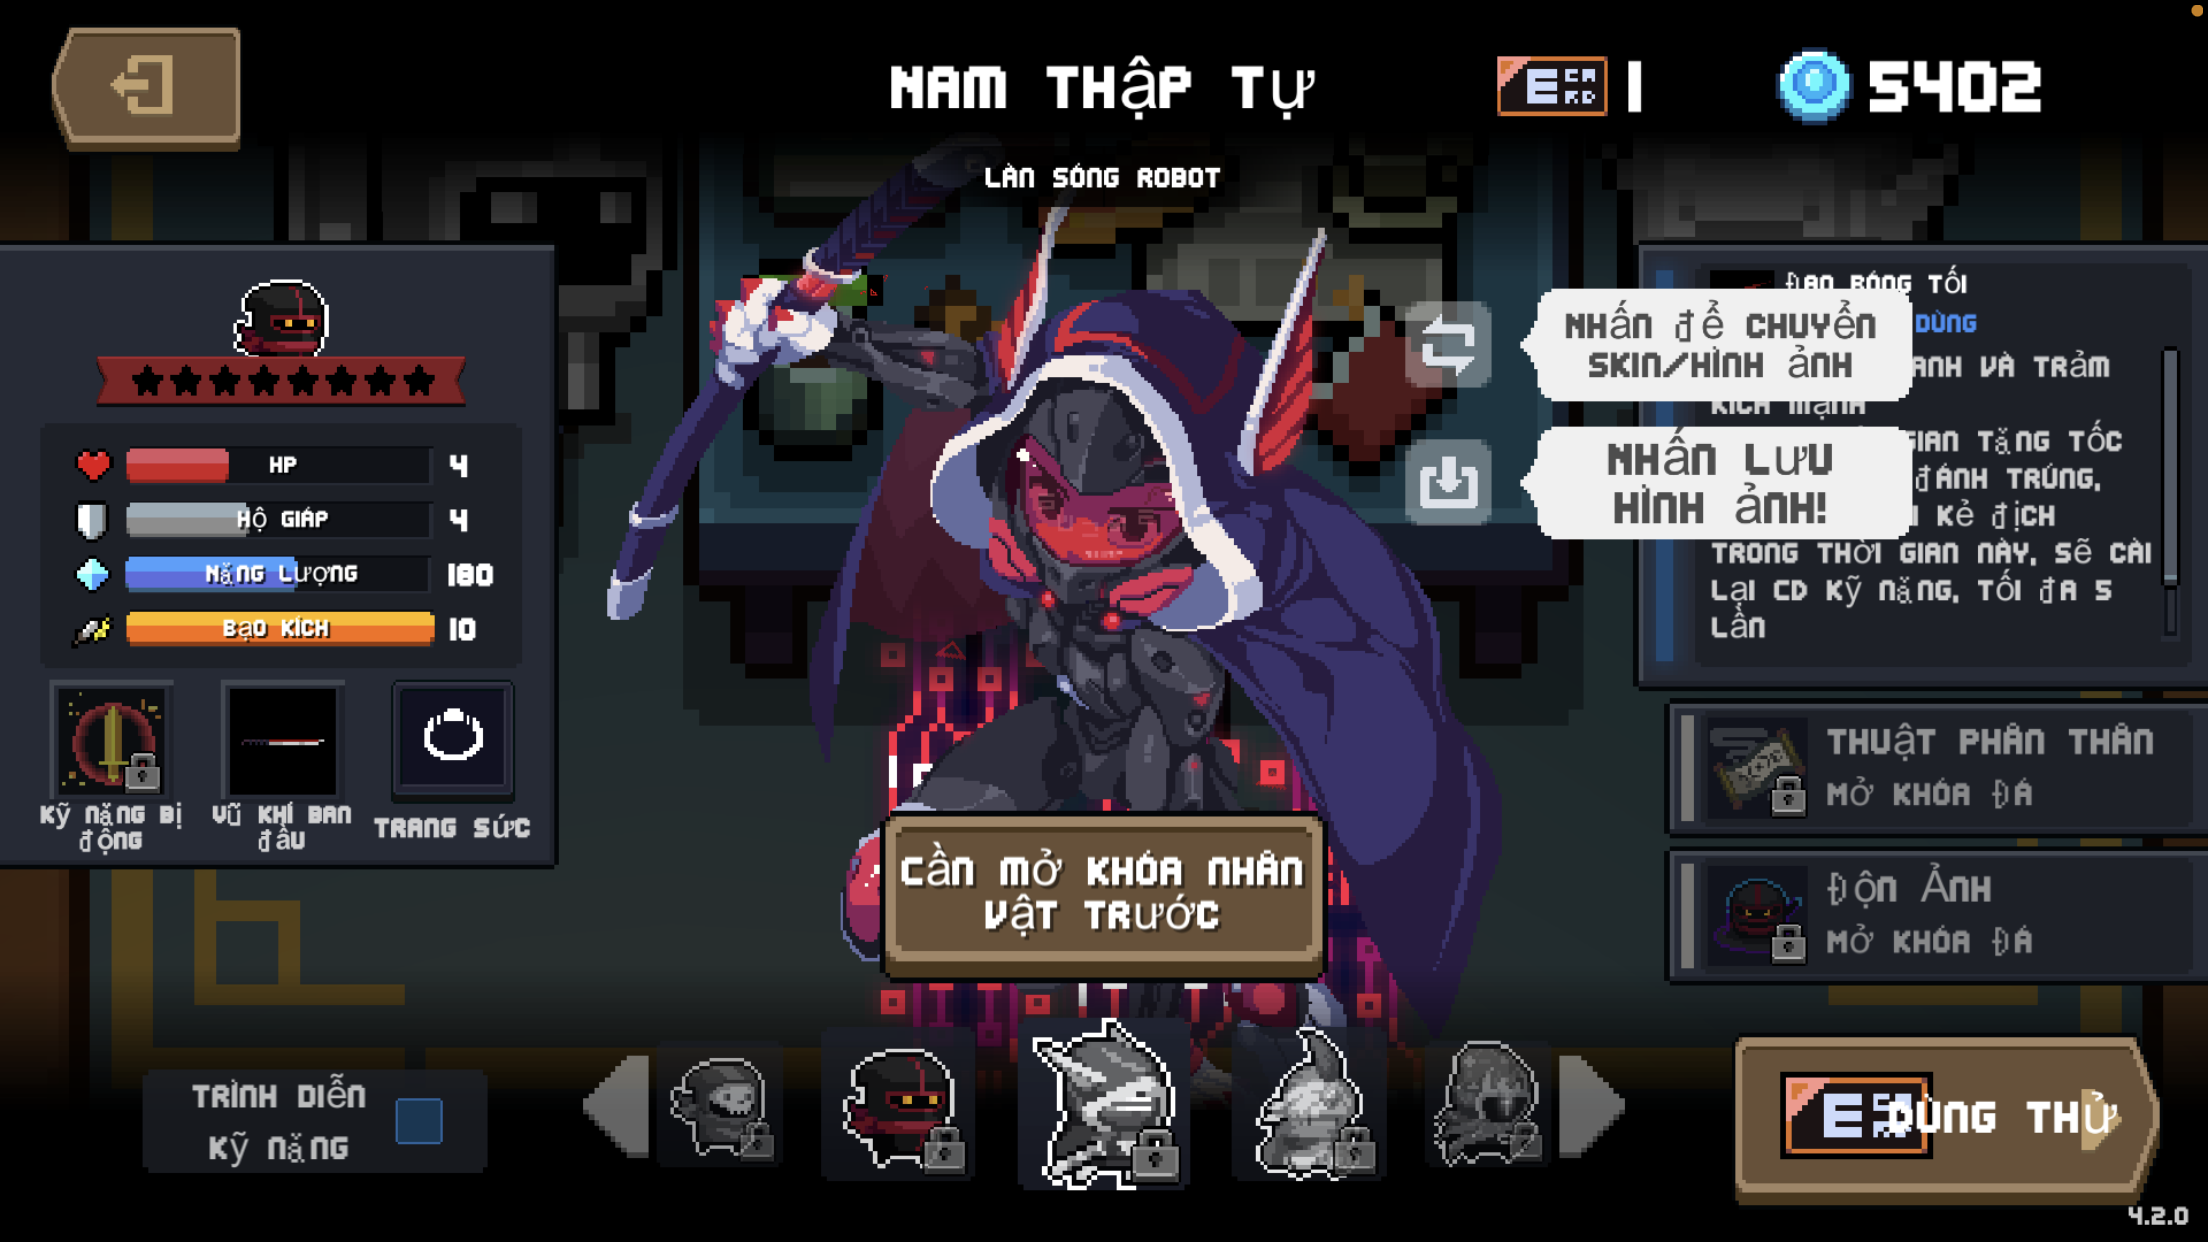 NAM THẬP TỰ
LÀN SÓNG ROBOT
E CARD 1
5402
HP 4
HỘ GIÁP 4
NĂNG LƯỢNG 180
BẠO KÍCH 10
KỸ NĂNG BỊ
ĐỘNG
VŨ KHÍ BAN
ĐẦU
TRANG SỨC
NHẤN ĐỂ CHUYỂN
SKIN/HÌNH ẢNH
NHẤN LƯU
HÌNH ẢNH!
ĐAO BÓNG TỐI
DÙNG
VÀ TRẢM
KÍCH MẠNH
GIAN TĂNG TỐC
ĐÁNH TRÚNG,
KẺ ĐỊCH
TRONG THỜI GIAN NÀY, SẼ CÀI
LẠI CD KỸ NĂNG, TỐI ĐA 5
LẦN
THUẬT PHÂN THÂN
MỞ KHÓA ĐÁ
ĐỘN ẢNH
MỞ KHÓA ĐÁ
CẦN MỞ KHÓA NHÂN
VẬT TRƯỚC
TRÌNH DIỄN
KỸ NĂNG
E DÙNG THỬ
4.2.0